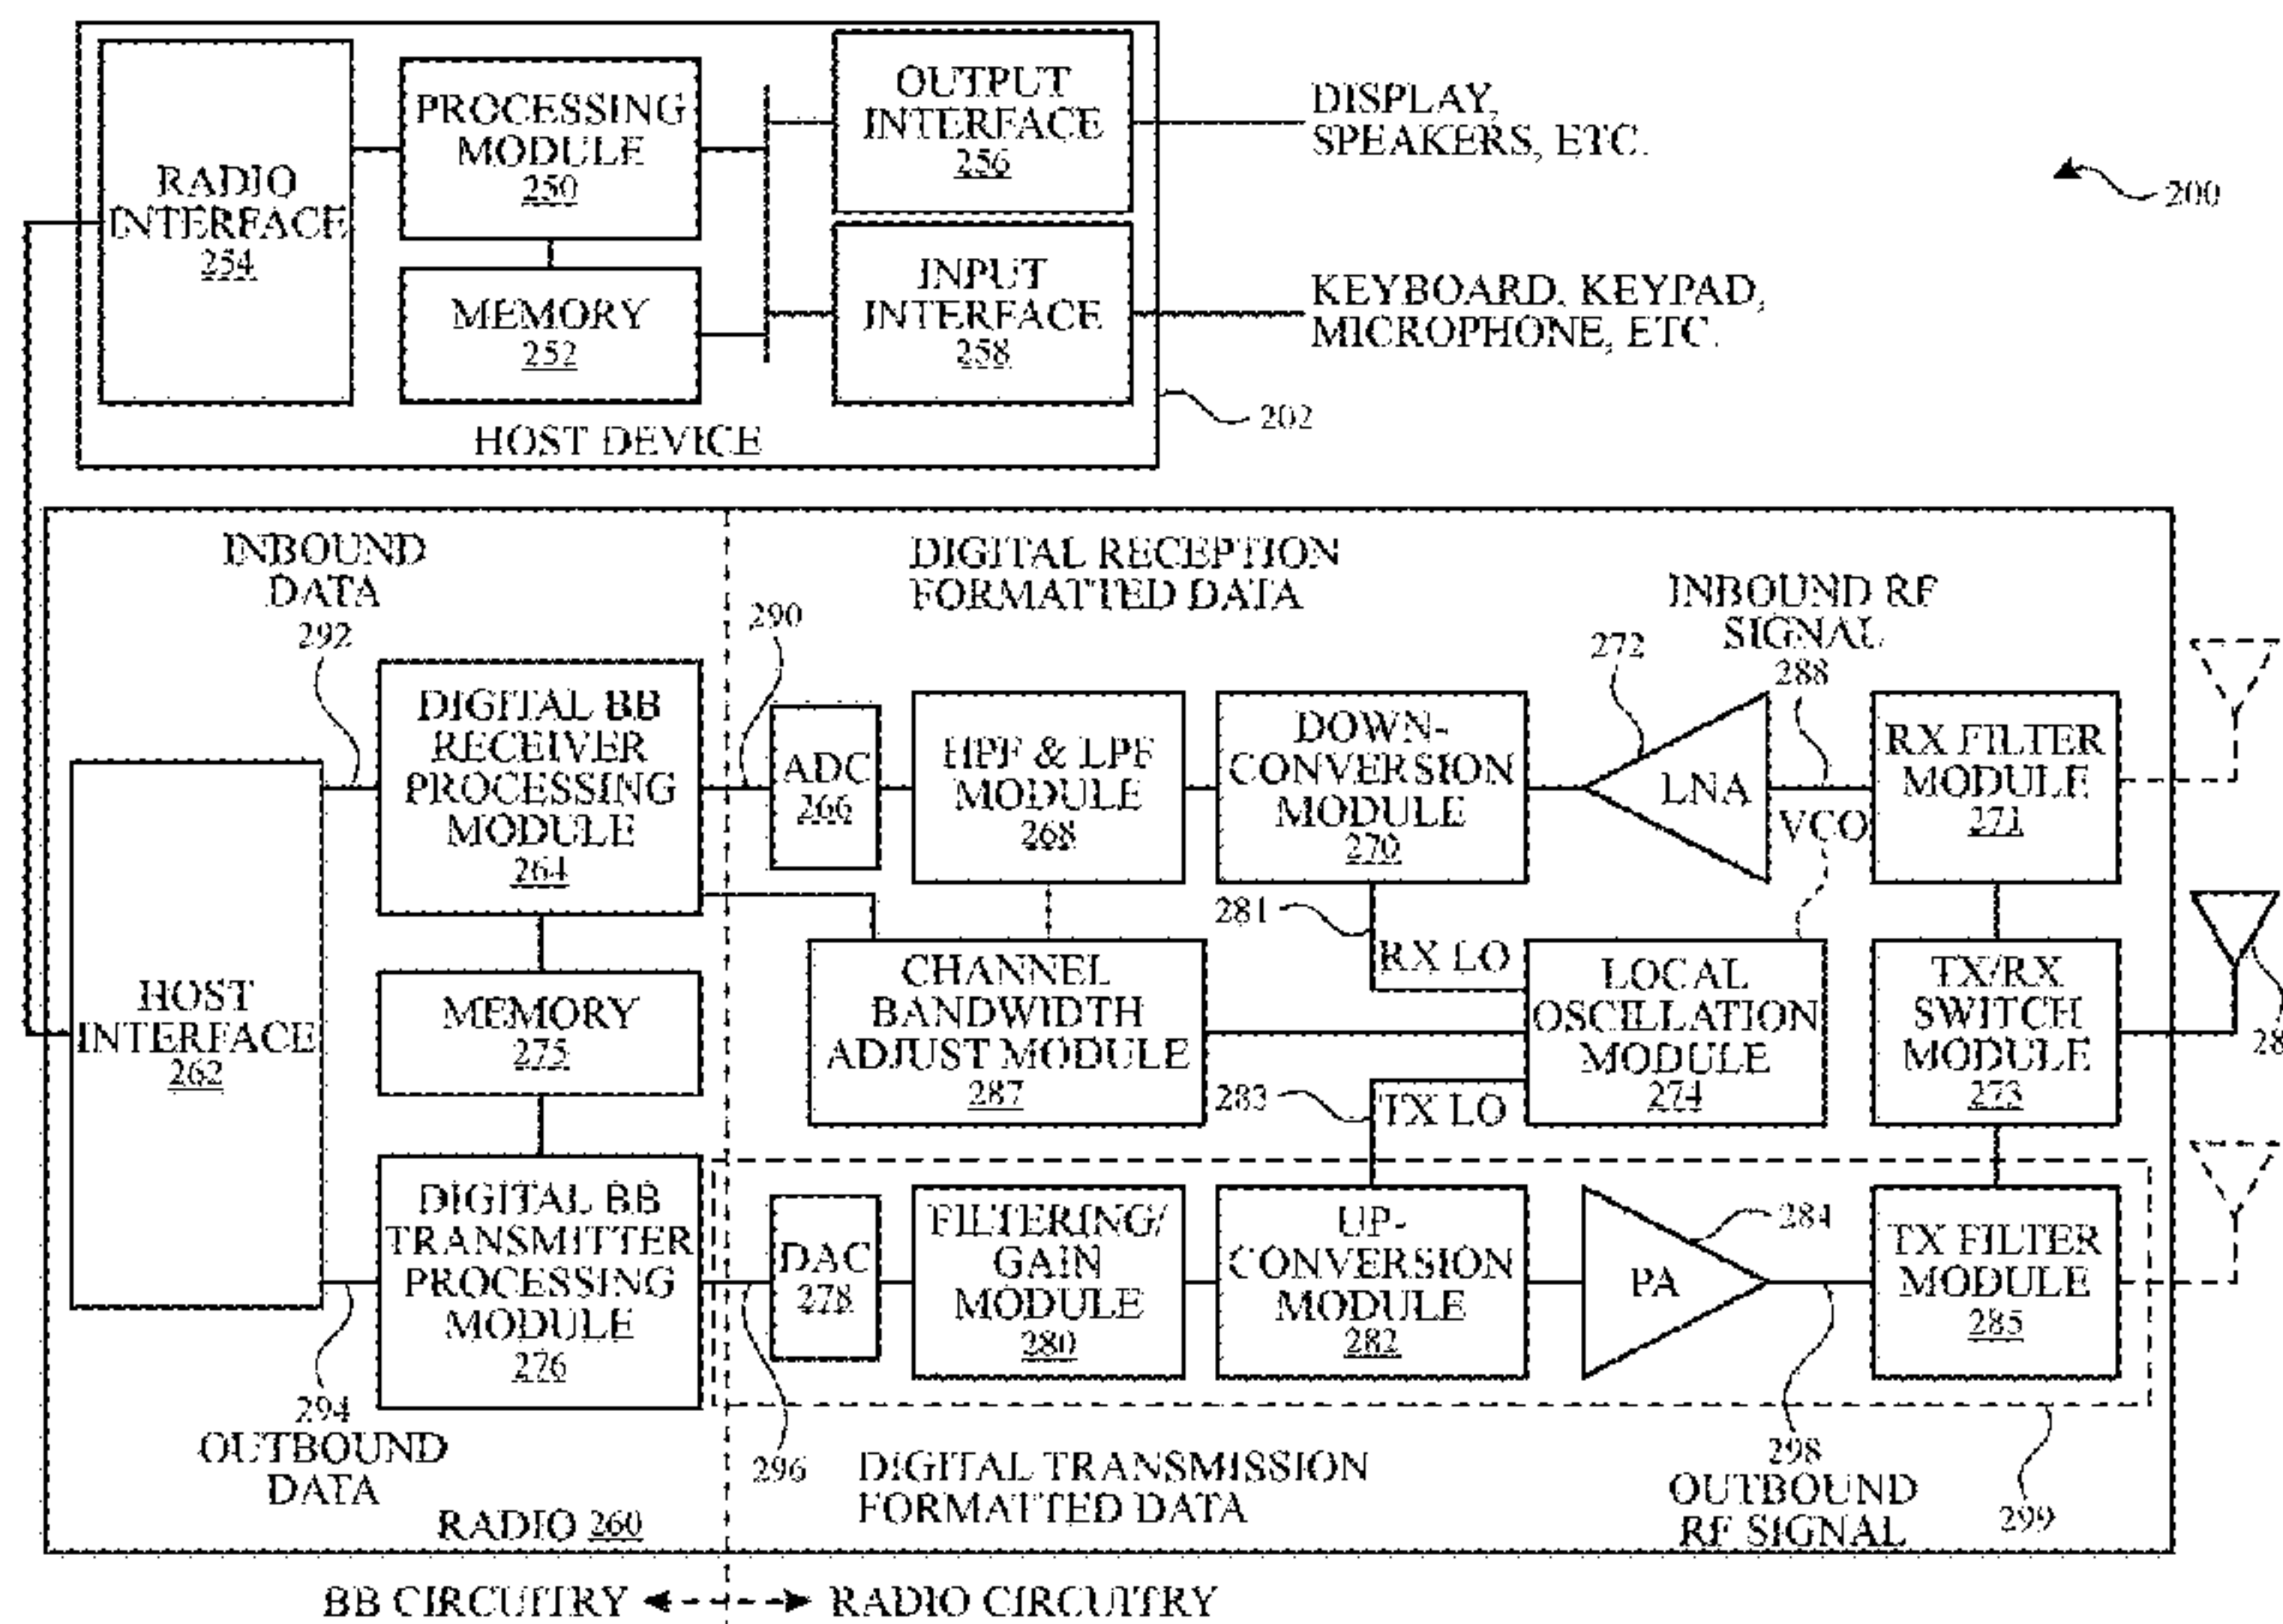 RADIO
INTERFACE
254
PROCESSING
MODULE
250
MEMORY
252
OUTPUT
INTERFACE
256
INPUT
INTERFACE
258
DISPLAY,
SPEAKERS, ETC.
KEYBOARD, KEYPAD,
MICROPHONE, ETC.
200
202
HOST DEVICE
INBOUND
DATA
292
DIGITAL RECEPTION
FORMATTED DATA
290
INBOUND RF
SIGNAL
288
272
HOST
INTERFACE
262
DIGITAL BB
RECEIVER
PROCESSING
MODULE
264
ADC
266
HPF & LPF
MODULE
268
DOWN-
CONVERSION
MODULE
270
LNA
VCO
RX FILTER
MODULE
271
281
RX LO
MEMORY
275
CHANNEL
BANDWIDTH
ADJUST MODULE
287
283
TX LO
LOCAL
OSCILLATION
MODULE
274
TX/RX
SWITCH
MODULE
273
DIGITAL BB
TRANSMITTER
PROCESSING
MODULE
276
DAC
278
FILTERING/
GAIN
MODULE
280
UP-
CONVERSION
MODULE
282
PA
284
TX FILTER
MODULE
285
294
OUTBOUND
DATA
296
DIGITAL TRANSMISSION
FORMATTED DATA
298
OUTBOUND
RF SIGNAL
299
RADIO 260
BB CIRCUITRY
RADIO CIRCUITRY